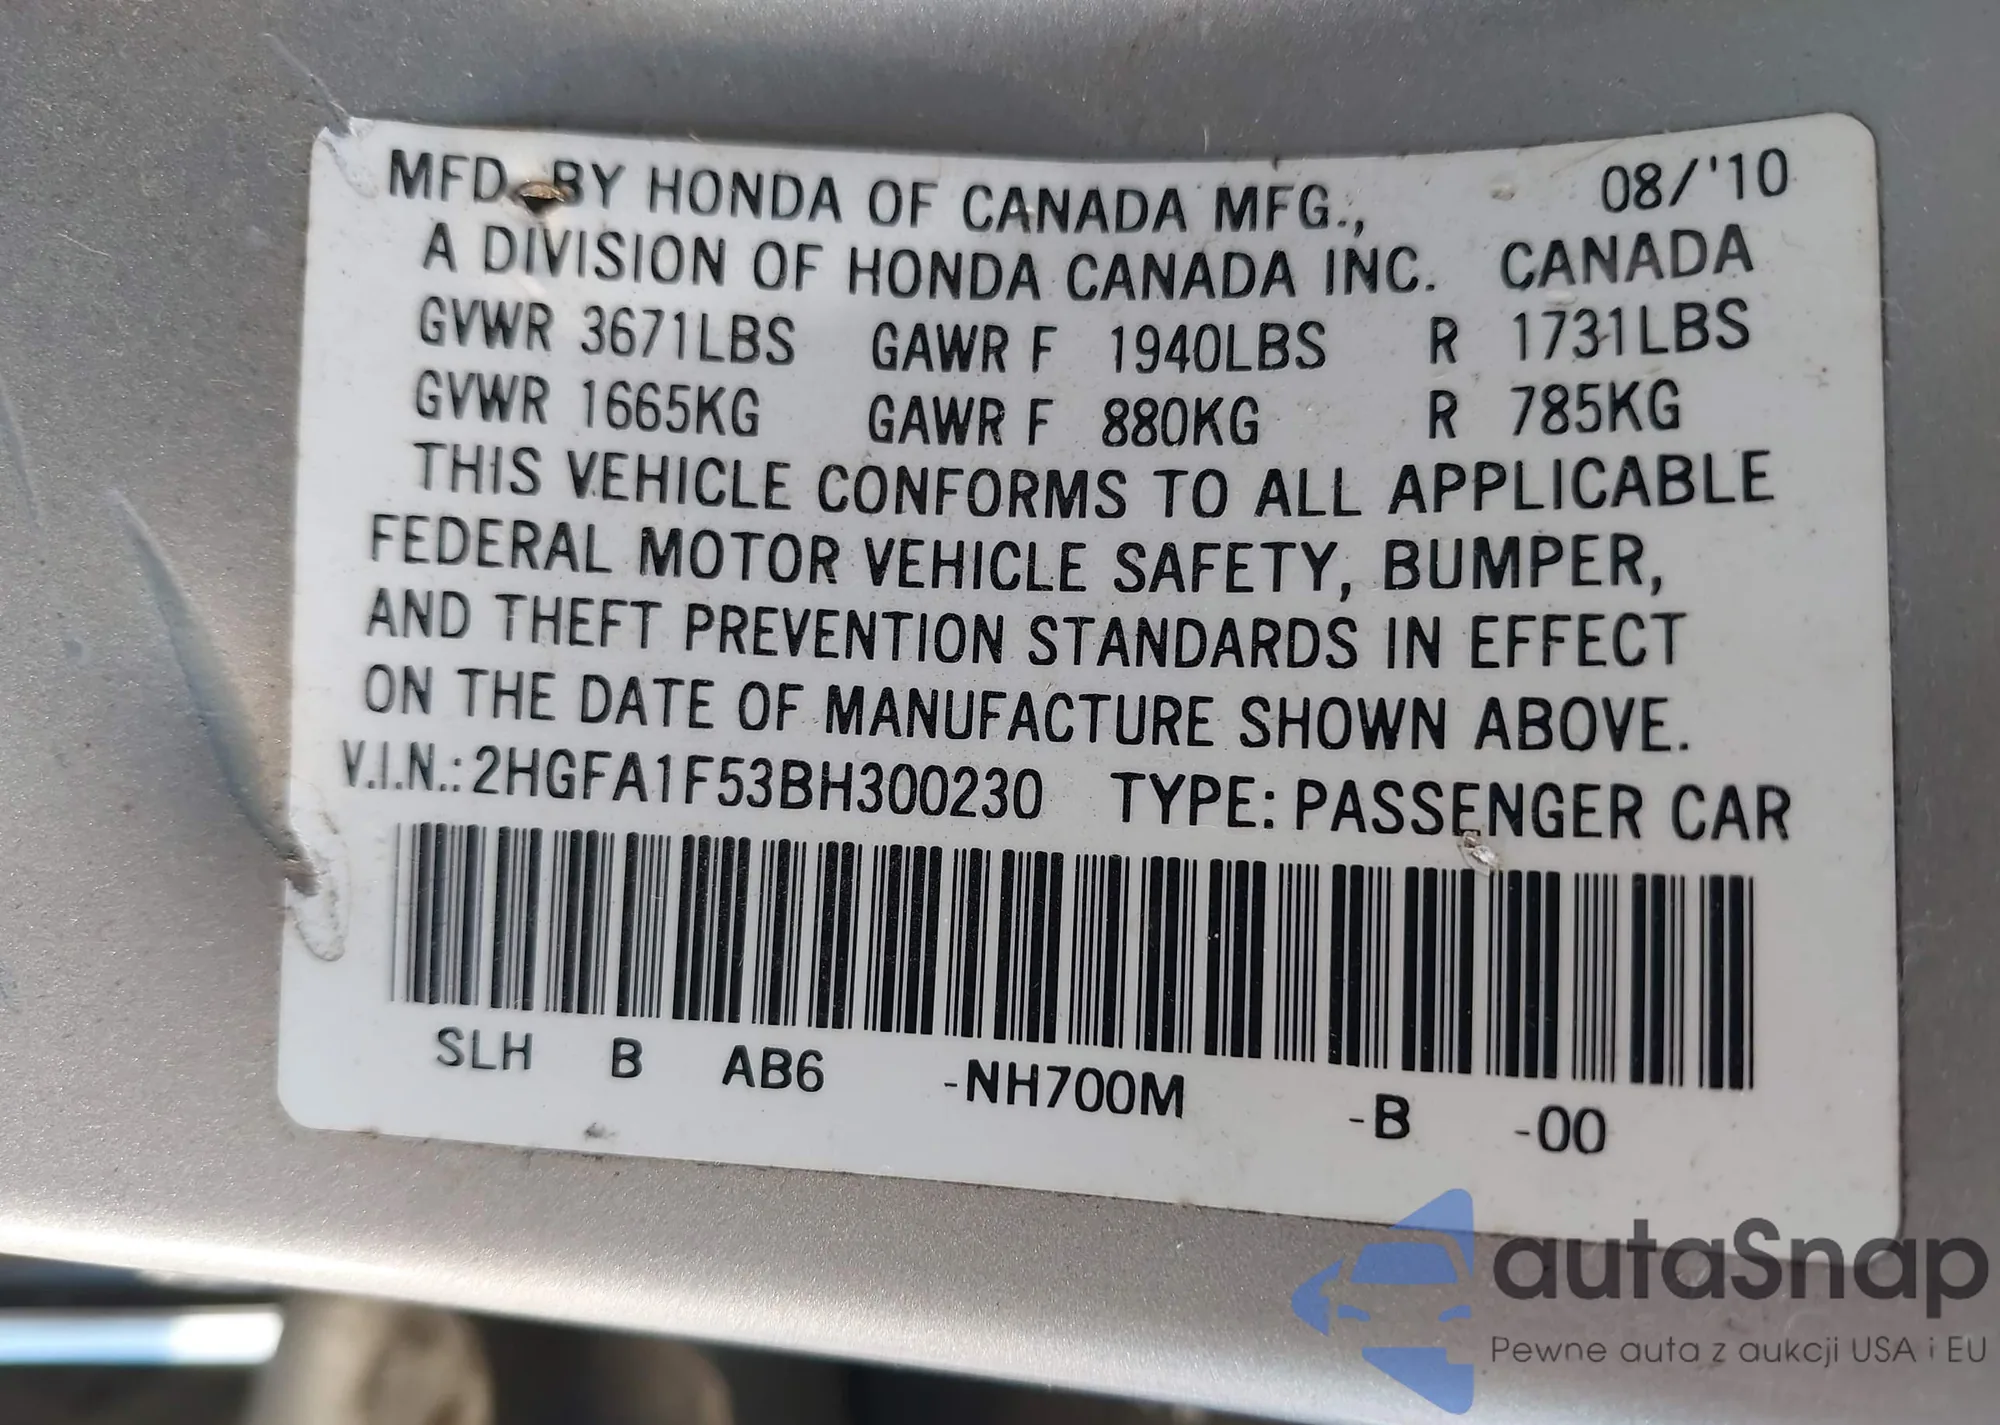 MFD. BY HONDA OF CANADA MFG., 08/'10
A DIVISION OF HONDA CANADA INC. CANADA
GVWR 3671LBS GAWR F 1940LBS R 1731LBS
GVWR 1665KG GAWR F 880KG R 785KG
THIS VEHICLE CONFORMS TO ALL APPLICABLE
FEDERAL MOTOR VEHICLE SAFETY, BUMPER,
AND THEFT PREVENTION STANDARDS IN EFFECT
ON THE DATE OF MANUFACTURE SHOWN ABOVE.
V.I.N.: 2HGFA1F53BH300230 TYPE: PASSENGER CAR
SLH B AB6 -NH700M -B -00
autaSnap
Pewne auta z aukcji USA i EU